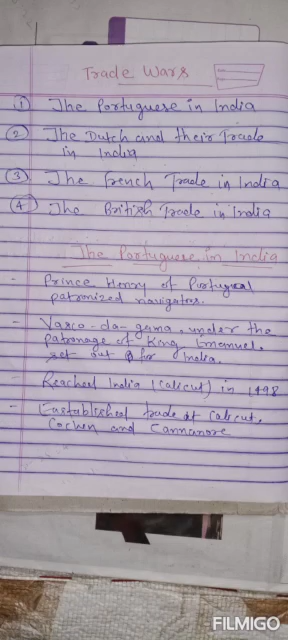 Trade Wars
① The Portuguese in India
② The Dutch and their Trade
in India
③ The French Trade in India
④ The British Trade in India
The Portuguese in India
- Prince Henry of Portugal
patronized navigators.
- Vasco-da-gama, under the
patronage of King Emanuel,
set out for India.
- Reached India (calicut) in 1498
- Eastablished trade at Calicut,
Cochin and Cannanore
FILMIGO